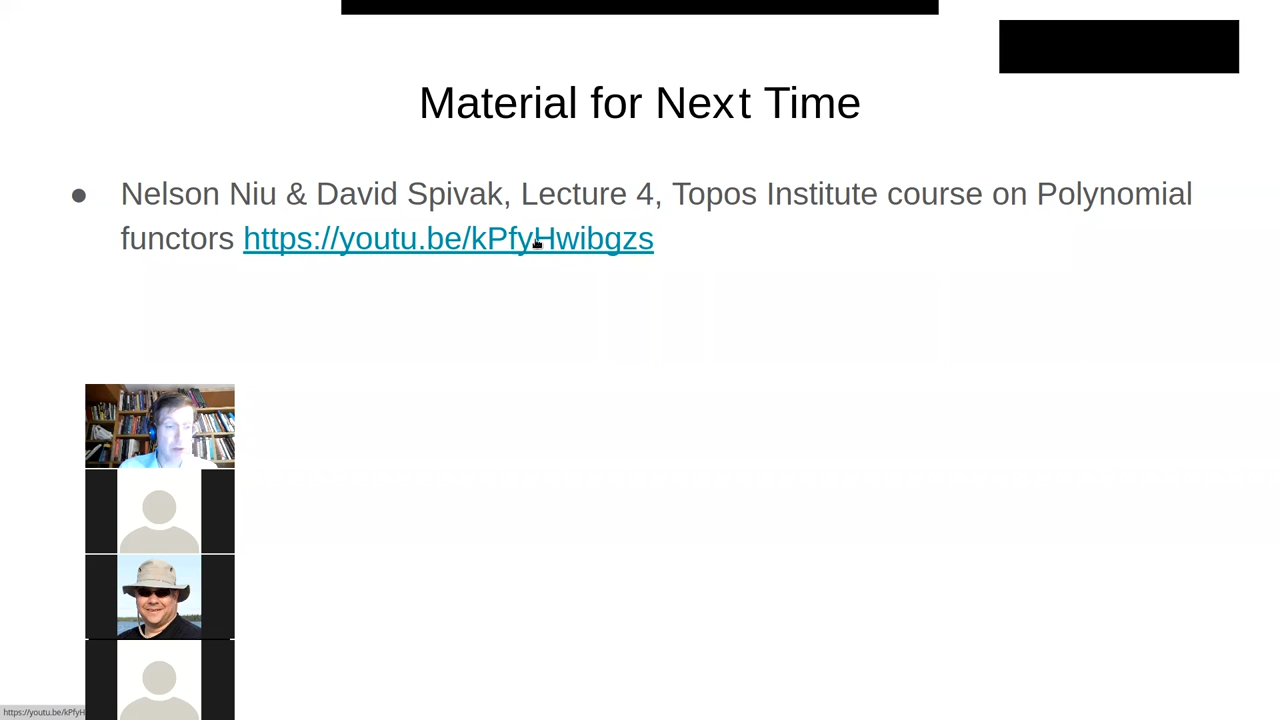 Material for Next Time
● Nelson Niu & David Spivak, Lecture 4, Topos Institute course on Polynomial
functors https://youtu.be/kPfyHwibgzs
https://youtu.be/kPfyH